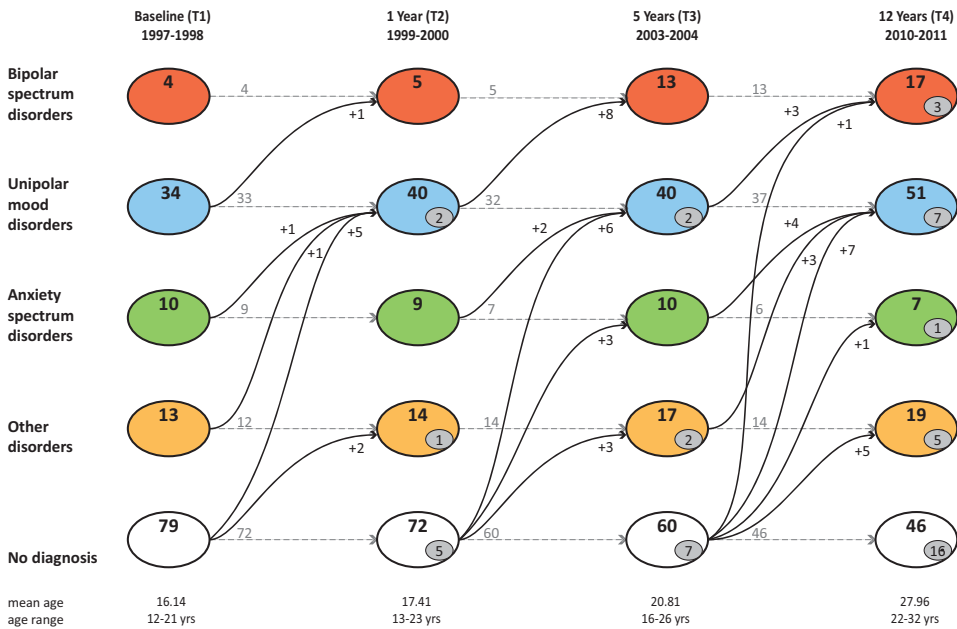 Baseline (T1) 1 Year (T2) 5 Years (T3) 12 Years (T4)
1997-1998 1999-2000 2003-2004 2010-2011
Bipolar
spectrum
disorders
4 4 5 5 13 13 17
3
+1 +8 +3 +1
Unipolar
mood
disorders
34 33 40 32 40 37 51
2 2 7
+1 +1 +5 +2 +6 +4 +3 +7
Anxiety
spectrum
disorders
10 9 9 7 10 6 7
1
+3 +1
Other
disorders
13 12 14 14 17 14 19
1 2 5
+2 +3 +5
No diagnosis
79 72 72 60 60 46 46
5 7 16
mean age 16.14 17.41 20.81 27.96
age range 12-21 yrs 13-23 yrs 16-26 yrs 22-32 yrs